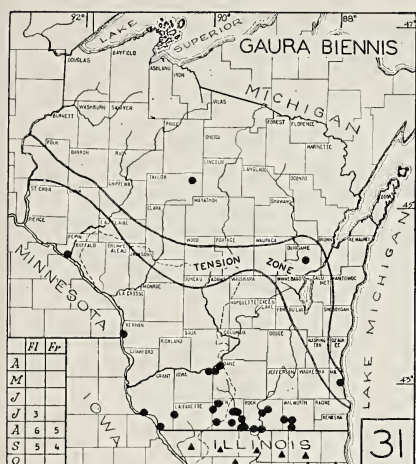 92° 90° 88° 47°
LAKE SUPERIOR
GAURA BIENNIS
DOUGLAS BAYFIELD
ASHLAND
IRON
VILAS
MICHIGAN
BURNETT WASHBURN SAWYER
FOREST FLORENCE
PRICE ONEIDA
MARINETTE
POLK BARRON RUSK
LINCOLN
LANGLADE
TAYLOR
OCONTO
ST CROIX
CHIPPEWA
MARATHON
CLARK
SHAWANO
DOOR
45°
PIERCE
EAU CLAIRE
PEPIN
BUFFALO TREMPEALEAU
JACKSON
WOOD PORTAGE WAUPACA
OUTAGAMIE
BROWN KEWAUNEE
MINNESOTA
TENSION ZONE
MONROE JUNEAU ADAMS WAUSHARA WINNEBAGO CALUMET MANITOWOC
LA CROSSE
MARQUETTE GREEN LAKE
FOND DU LAC
SHEBOYGAN
LAKE MICHIGAN
VERNON
SAUK COLUMBIA DODGE
WASHINGTON OZAUKEE
RICHLAND
CRAWFORD
DANE
GRANT IOWA
JEFFERSON WAUKESHA
MIL
43°
LAFAYETTE
ROCK WALWORTH RACINE
KENOSHA
IOWA
ILLINOIS
Fl Fr
A
M
J
J 3
A 6 5
S 5 4
O
31